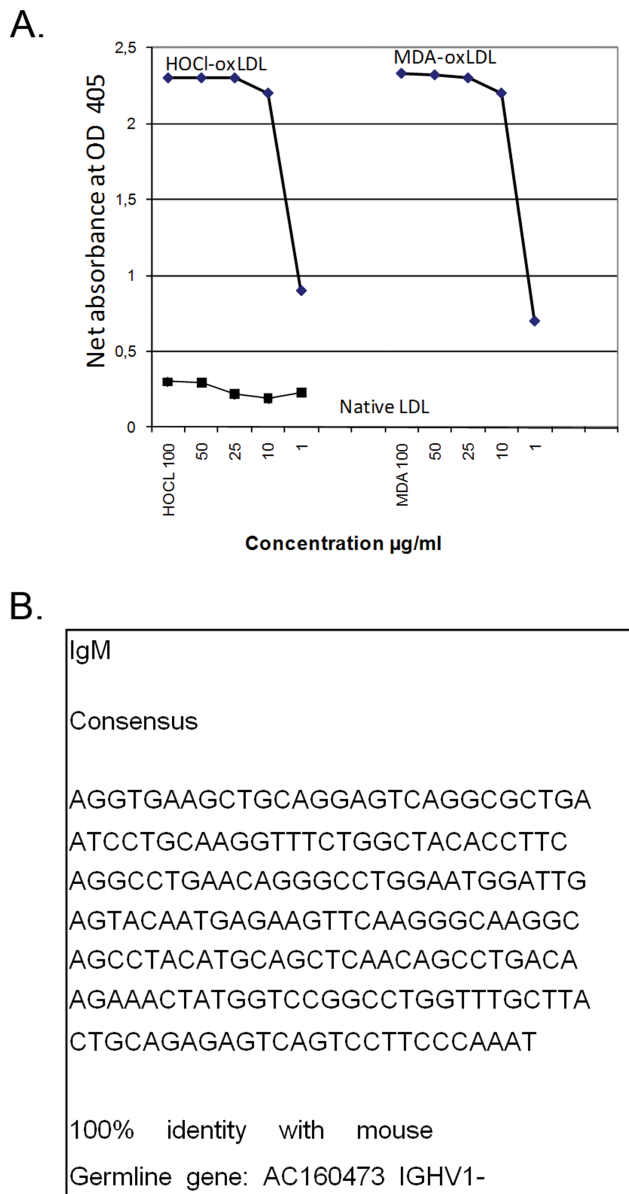 A.
HOCl-oxLDL
MDA-oxLDL
Net absorbance at OD 405
2,5
2
1,5
1
0,5
0
Native LDL
HOCL 100
50
25
10
1
MDA 100
50
25
10
1
Concentration µg/ml
B.
IgM
Consensus
AGGTGAAGCTGCAGGAGTCAGGCGCTGA
ATCCTGCAAGGTTTCTGGCTACACCTTC
AGGCCTGAACAGGGCCTGGAATGGATTG
AGTACAATGAGAAGTTCAAGGGCAAGGC
AGCCTACATGCAGCTCAACAGCCTGACA
AGAAACTATGGTCCGGCCTGGTTTGCTTA
CTGCAGAGAGTCAGTCCTTCCCAAAT
100% identity with mouse
Germline gene: AC160473 IGHV1-